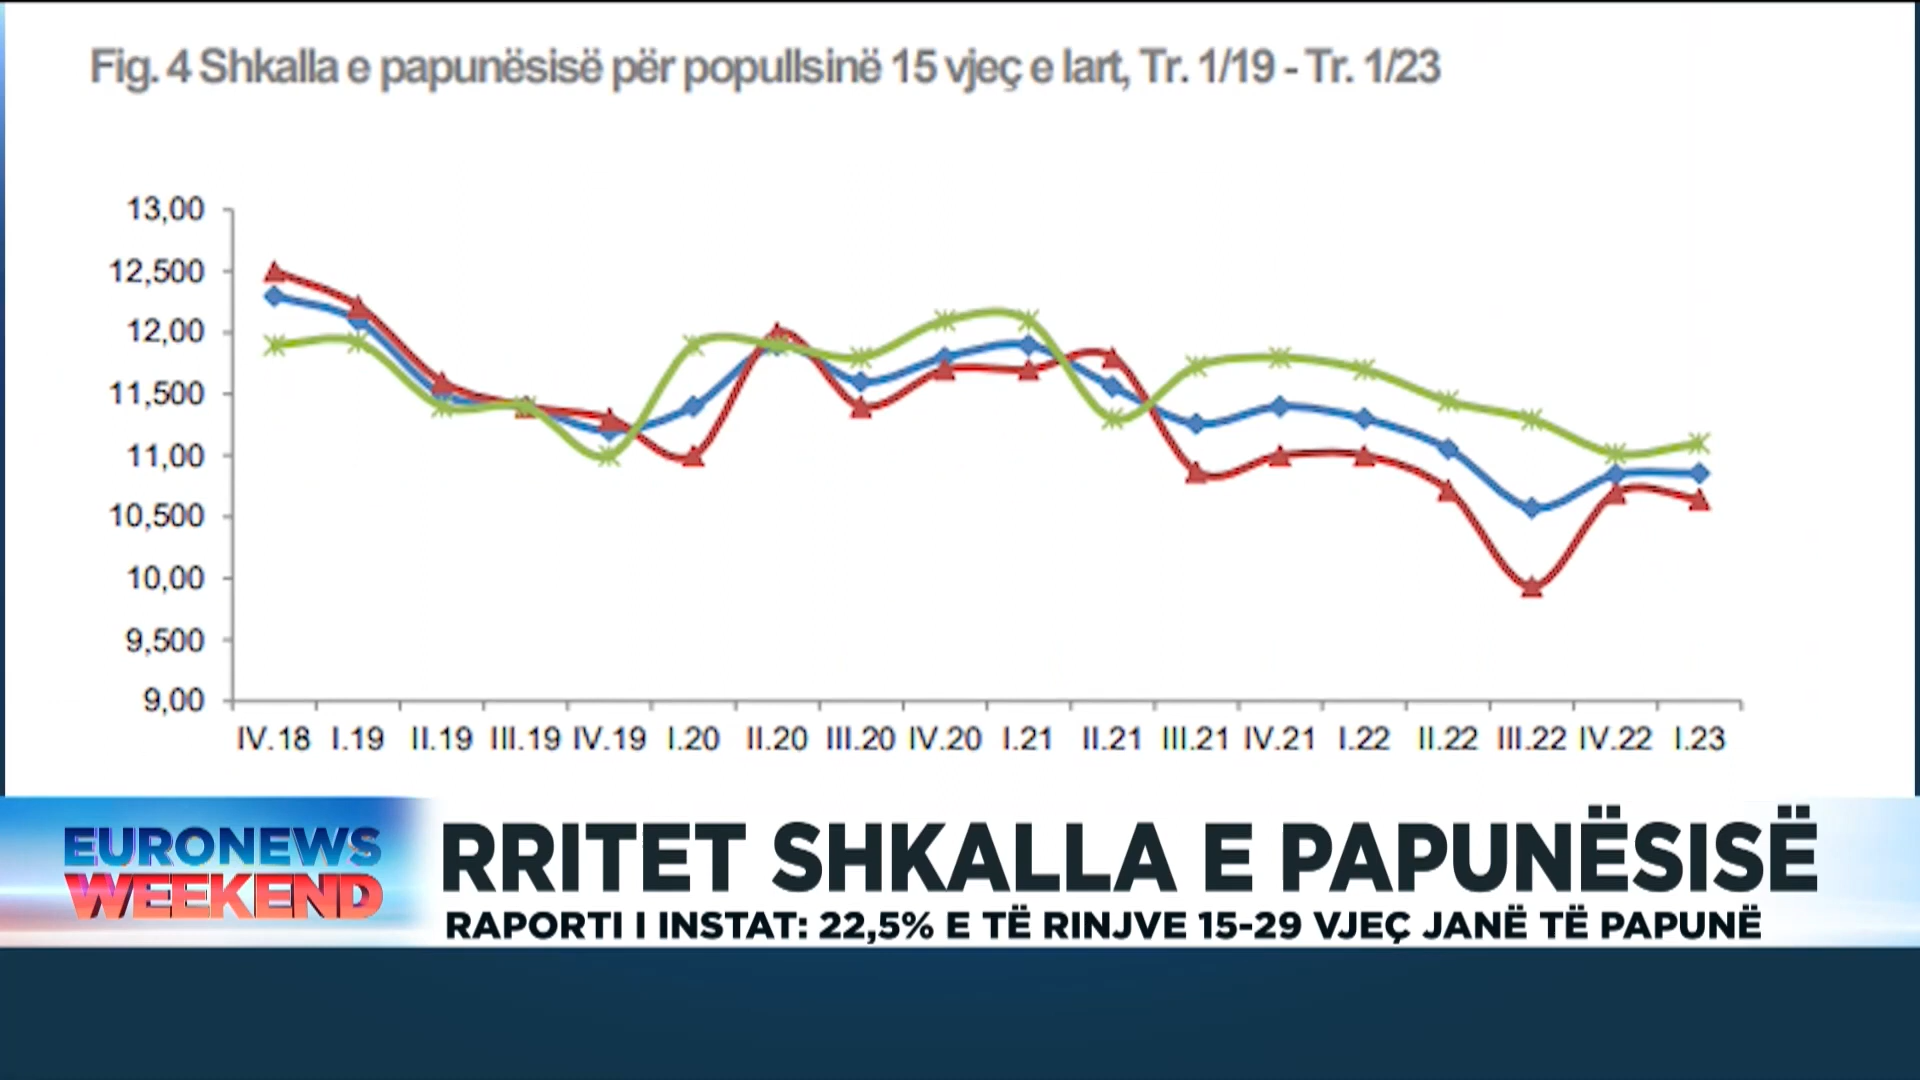 Fig. 4 Shkalla e papunësisë për popullsinë 15 vjeç e lart, Tr. 1/19 - Tr. 1/23
13,00
12,500
12,00
11,500
11,00
10,500
10,00
9,500
9,00
IV.18 I.19 II.19 III.19 IV.19 I.20 II.20 III.20 IV.20 I.21 II.21 III.21 IV.21 I.22 II.22 III.22 IV.22 I.23
EURONEWS
WEEKEND
RRITET SHKALLA E PAPUNËSISË
RAPORTI I INSTAT: 22,5% E TË RINJVE 15-29 VJEÇ JANË TË PAPUNË